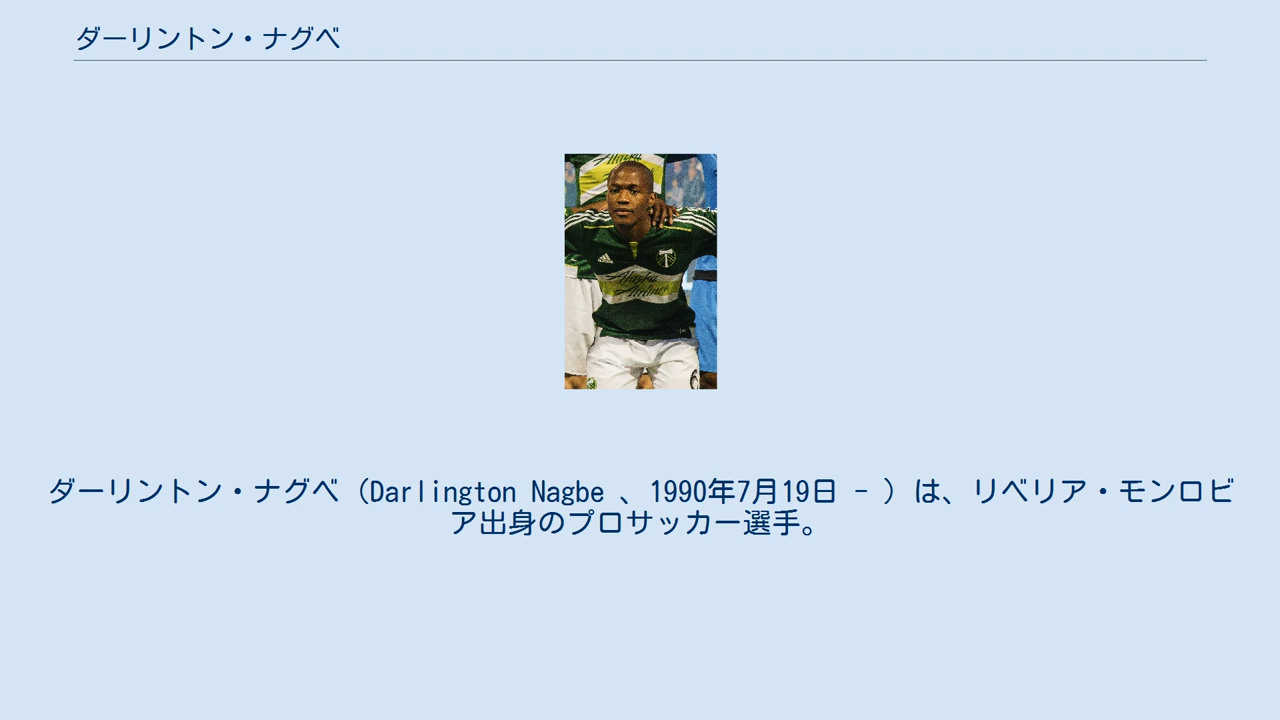 ダーリントン・ナグベ
Alaska
Airlines
ダーリントン・ナグベ（Darlington Nagbe 、1990年7月19日 - ）は、リベリア・モンロビ
ア出身のプロサッカー選手。